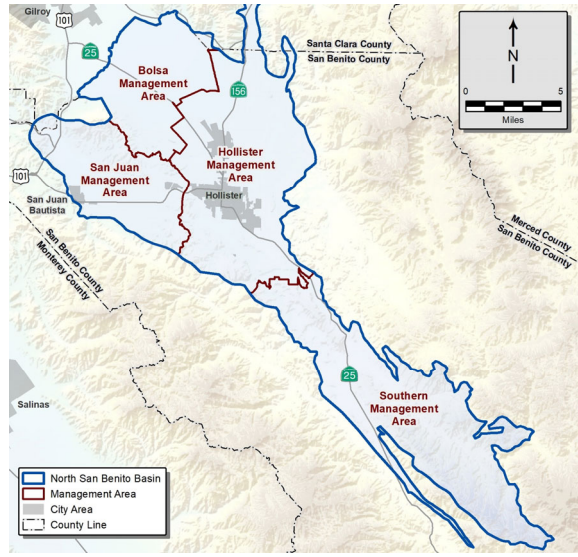 Gilroy
101
25
Santa Clara County
San Benito County
N
0 5
Miles
Bolsa
Management
Area
156
Hollister
Management
Area
San Juan
Management
Area
101
San Juan
Bautista
Hollister
Merced County
San Benito County
San Benito County
Monterey County
25
Southern
Management
Area
Salinas
North San Benito Basin
Management Area
City Area
County Line